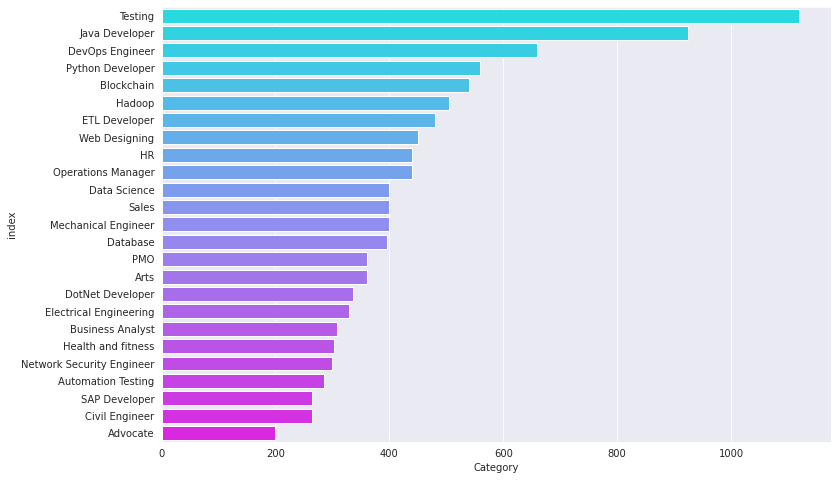 Testing
Java Developer
DevOps Engineer
Python Developer
Blockchain
Hadoop
ETL Developer
Web Designing
HR
Operations Manager
Data Science
Sales
Mechanical Engineer
Database
PMO
Arts
DotNet Developer
Electrical Engineering
Business Analyst
Health and fitness
Network Security Engineer
Automation Testing
SAP Developer
Civil Engineer
Advocate
index
0 200 400 600 800 1000
Category